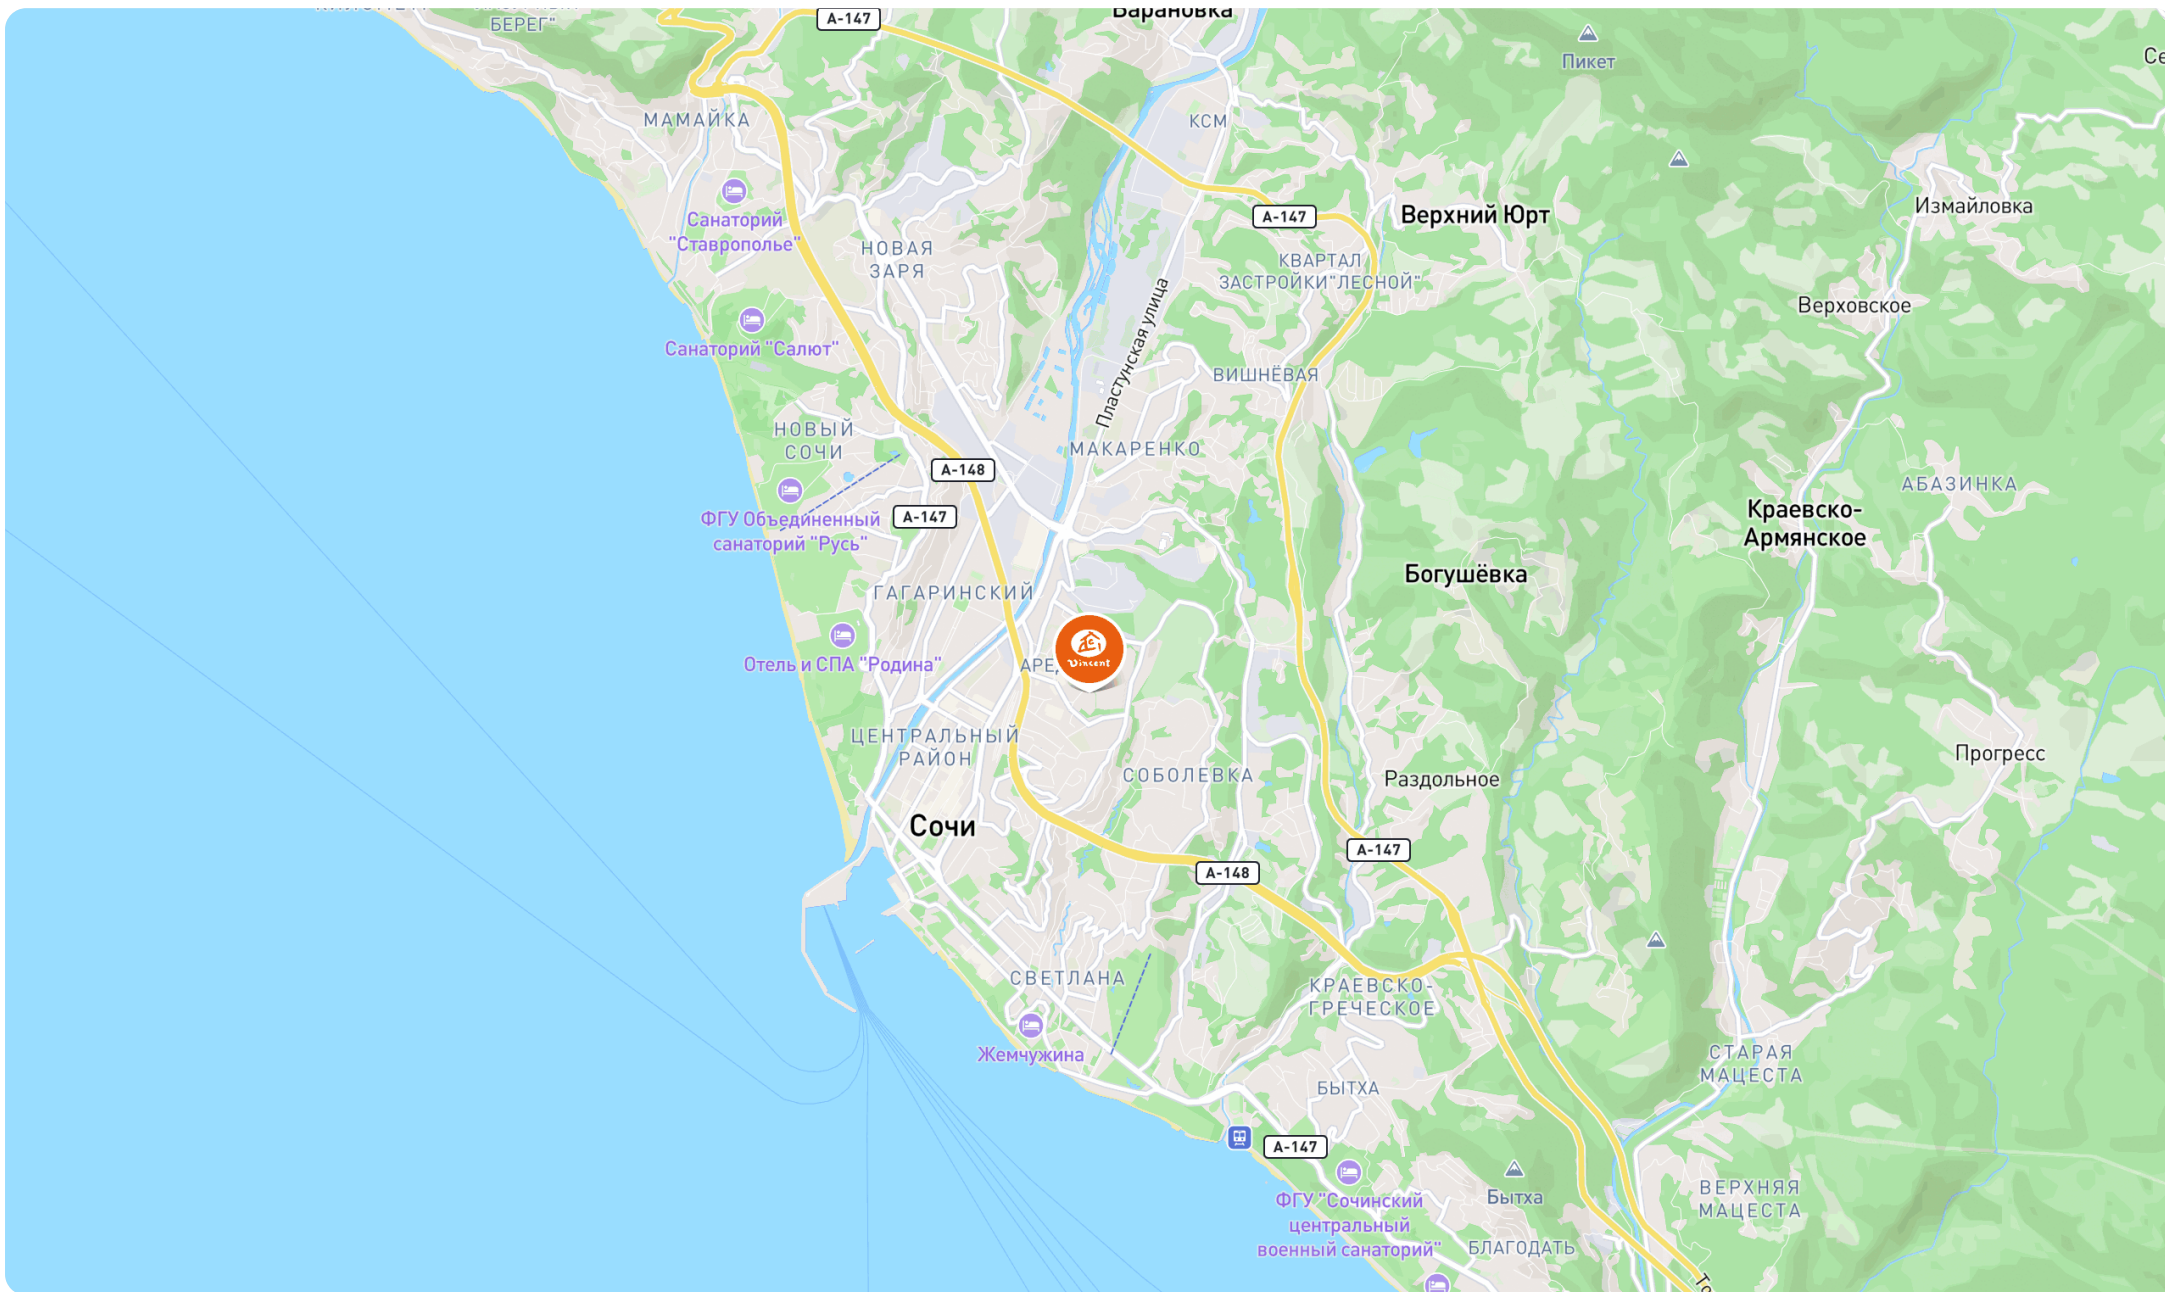 БЕРЕГ"
А-147
Барановка
Пикет
МАМАЙКА
КСМ
Санаторий
"Ставрополье"
А-147
Верхний Юрт
Измайловка
НОВАЯ
ЗАРЯ
КВАРТАЛ
ЗАСТРОЙКИ"ЛЕСНОЙ"
Верховское
Санаторий "Салют"
Пластунская улица
ВИШНЁВАЯ
НОВЫЙ
СОЧИ
МАКАРЕНКО
А-148
АБАЗИНКА
ФГУ Объединенный
санаторий "Русь"
А-147
Краевско-
Армянское
Богушёвка
ГАГАРИНСКИЙ
Vincent
Отель и СПА "Родина"
АРЕ
ЦЕНТРАЛЬНЫЙ
РАЙОН
СОБОЛЕВКА
Раздольное
Прогресс
Сочи
А-147
А-148
СВЕТЛАНА
КРАЕВСКО-
ГРЕЧЕСКОЕ
Жемчужина
СТАРАЯ
МАЦЕСТА
БЫТХА
А-147
ФГУ "Сочинский
центральный
военный санаторий"
Бытха
ВЕРХНЯЯ
МАЦЕСТА
БЛАГОДАТЬ